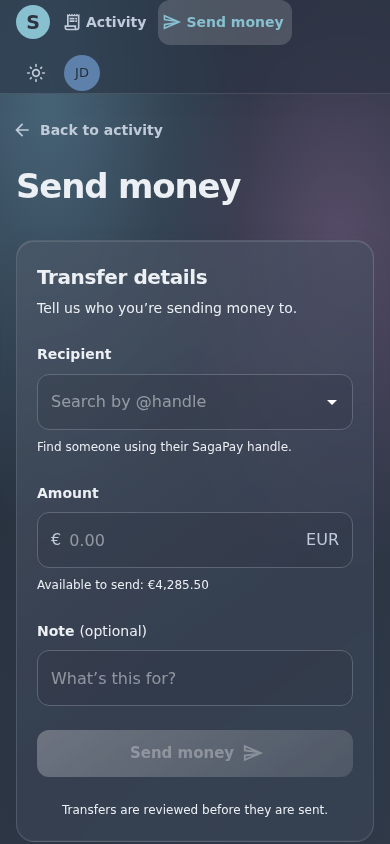 S Activity Send money
JD
Back to activity
Send money
Transfer details
Tell us who you’re sending money to.
Recipient
Search by @handle
Find someone using their SagaPay handle.
Amount
€ 0.00 EUR
Available to send: €4,285.50
Note (optional)
What’s this for?
Send money
Transfers are reviewed before they are sent.